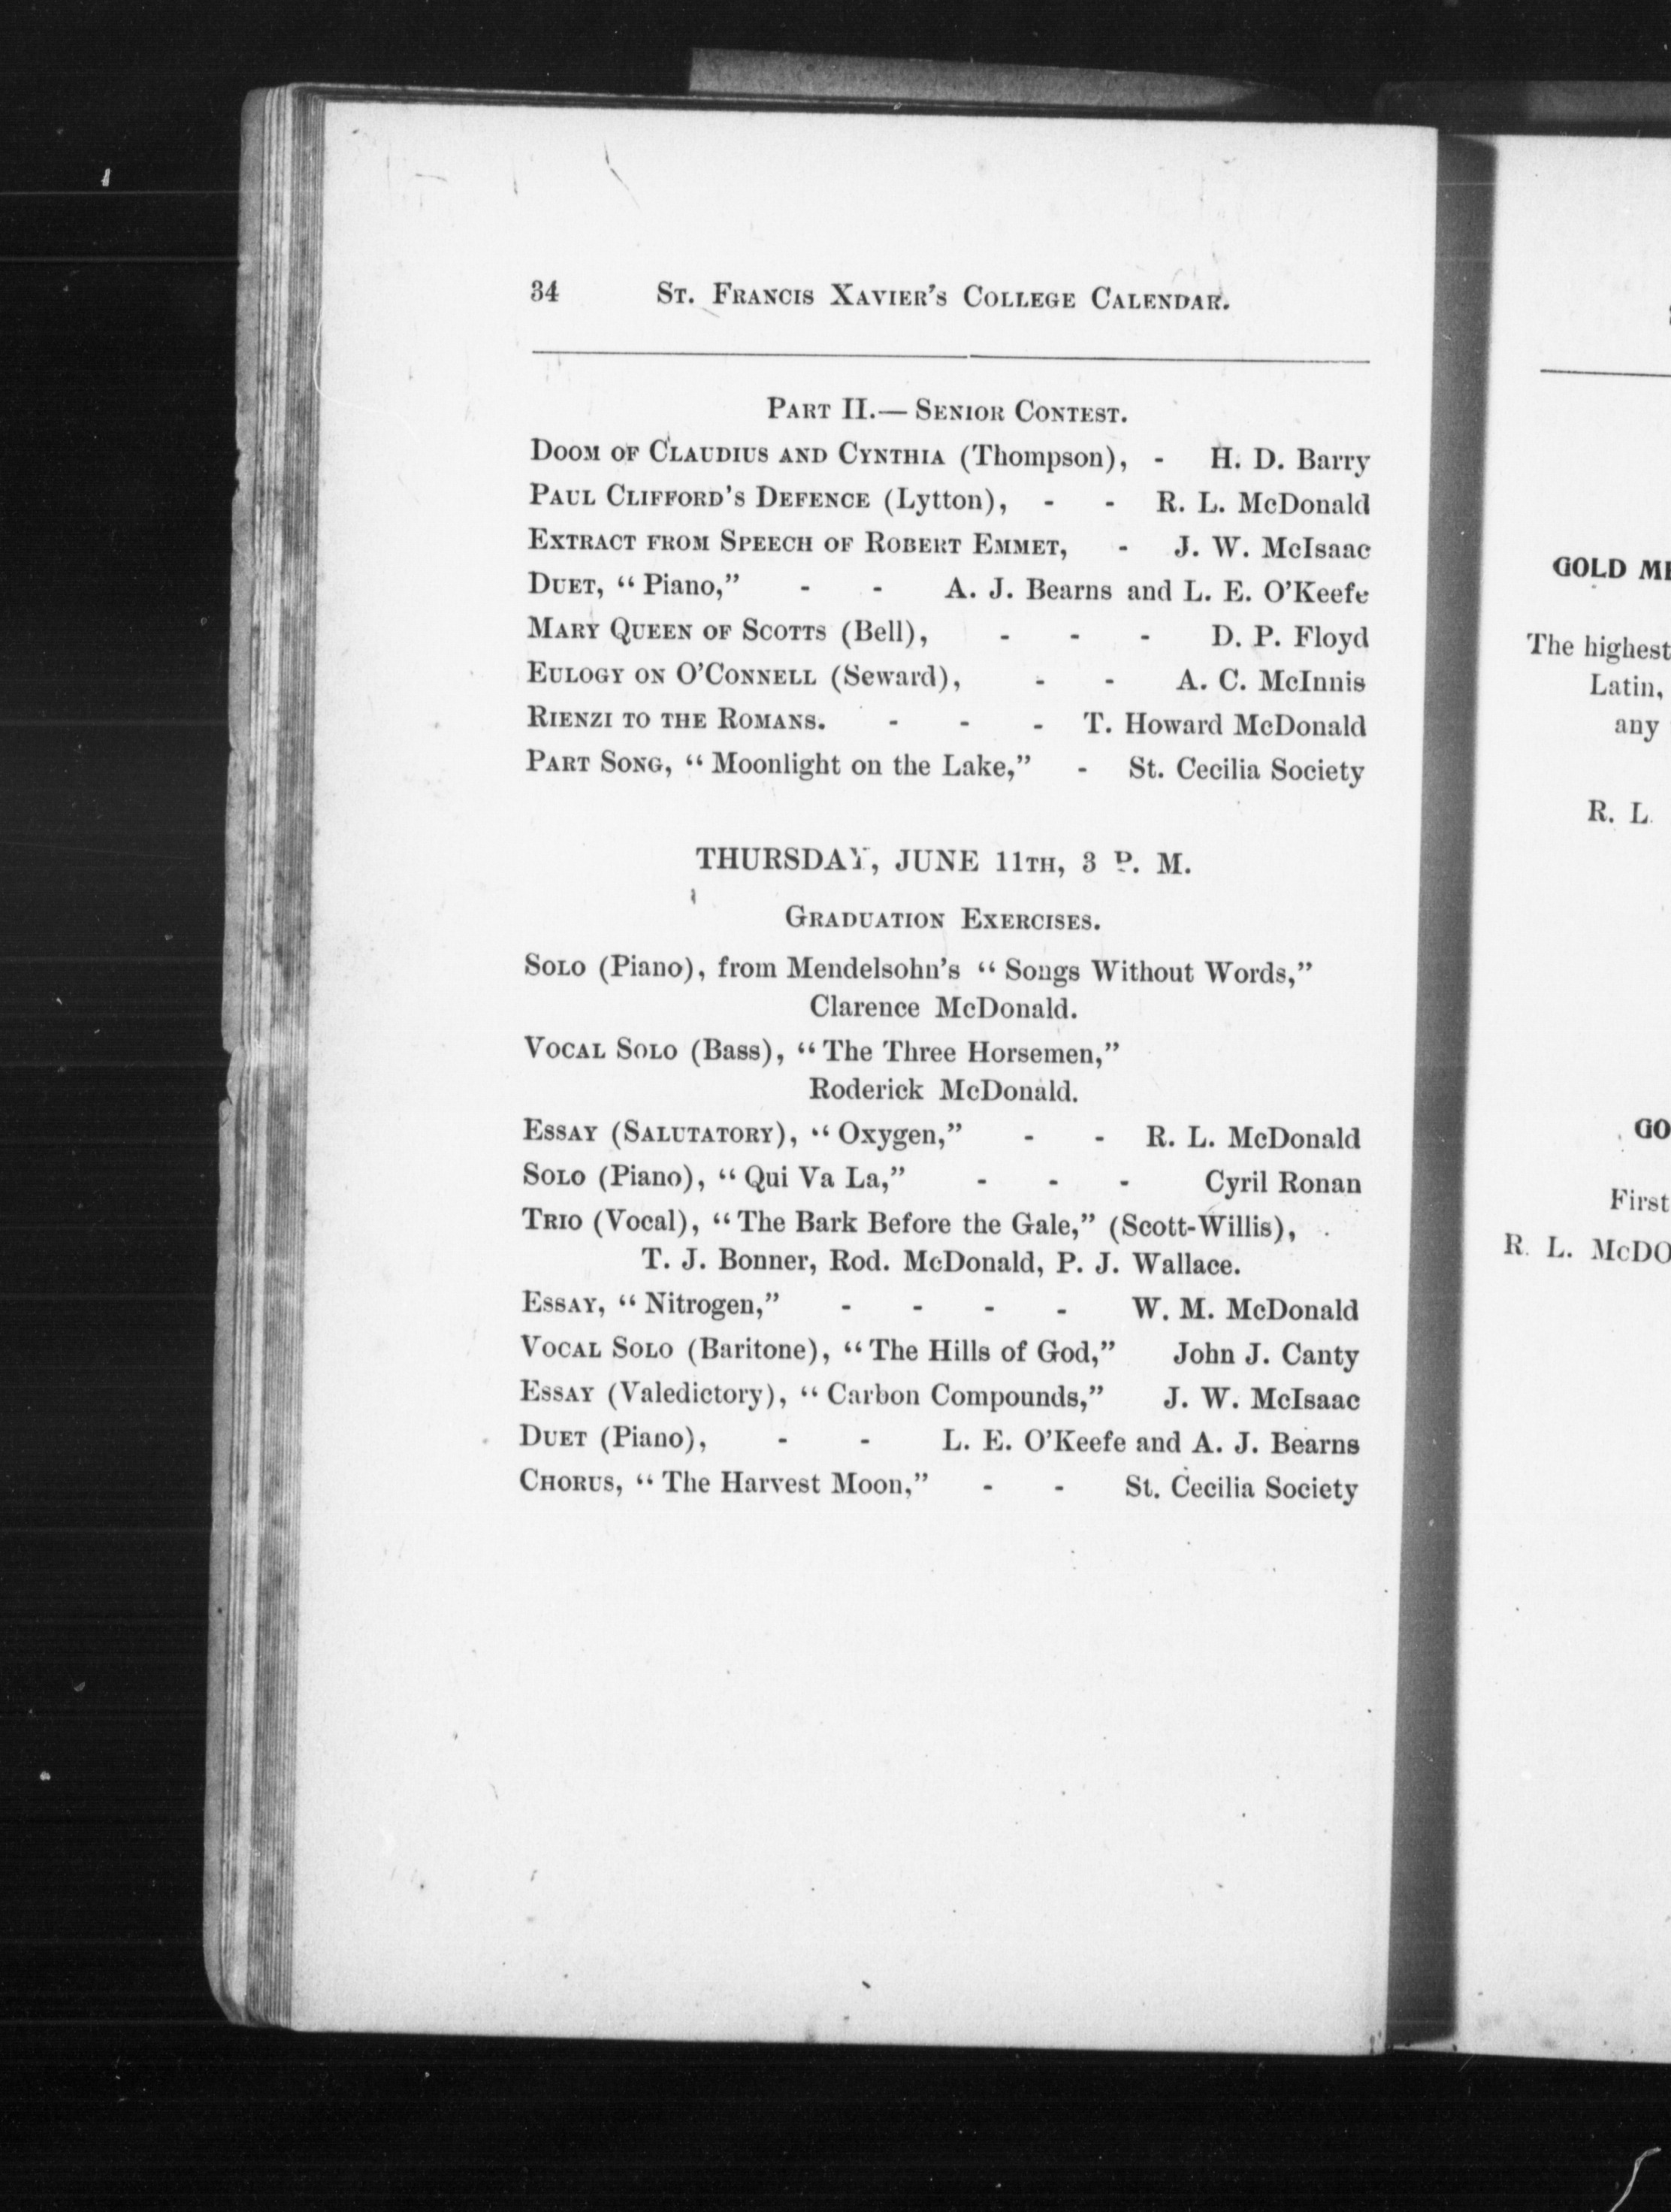 34 St. Francis Xavier's College Calendar.
Part II.— Senior Contest.
Doom of Claudius and Cynthia (Thompson), - H. D. Barry
Paul Clifford's Defence (Lytton), - - R. L. McDonald
Extract from Speech of Robert Emmet, - J. W. McIsaac
Duet, "Piano," - - A. J. Bearns and L. E. O'Keefe
Mary Queen of Scotts (Bell), - - - D. P. Floyd
Eulogy on O'Connell (Seward), - - A. C. McInnis
Rienzi to the Romans. - - - T. Howard McDonald
Part Song, "Moonlight on the Lake," - St. Cecilia Society
THURSDAY, JUNE 11TH, 3 P. M.
Graduation Exercises.
Solo (Piano), from Mendelsohn's "Songs Without Words,"
Clarence McDonald.
Vocal Solo (Bass), "The Three Horsemen,"
Roderick McDonald.
Essay (Salutatory), "Oxygen," - - R. L. McDonald
Solo (Piano), "Qui Va La," - - - Cyril Ronan
Trio (Vocal), "The Bark Before the Gale," (Scott-Willis),
T. J. Bonner, Rod. McDonald, P. J. Wallace.
Essay, "Nitrogen," - - - - W. M. McDonald
Vocal Solo (Baritone), "The Hills of God," John J. Canty
Essay (Valedictory), "Carbon Compounds," J. W. McIsaac
Duet (Piano), - - L. E. O'Keefe and A. J. Bearns
Chorus, "The Harvest Moon," - - St. Cecilia Society
GOLD
The highest
Latin,
any
R. L.
First
R. L.